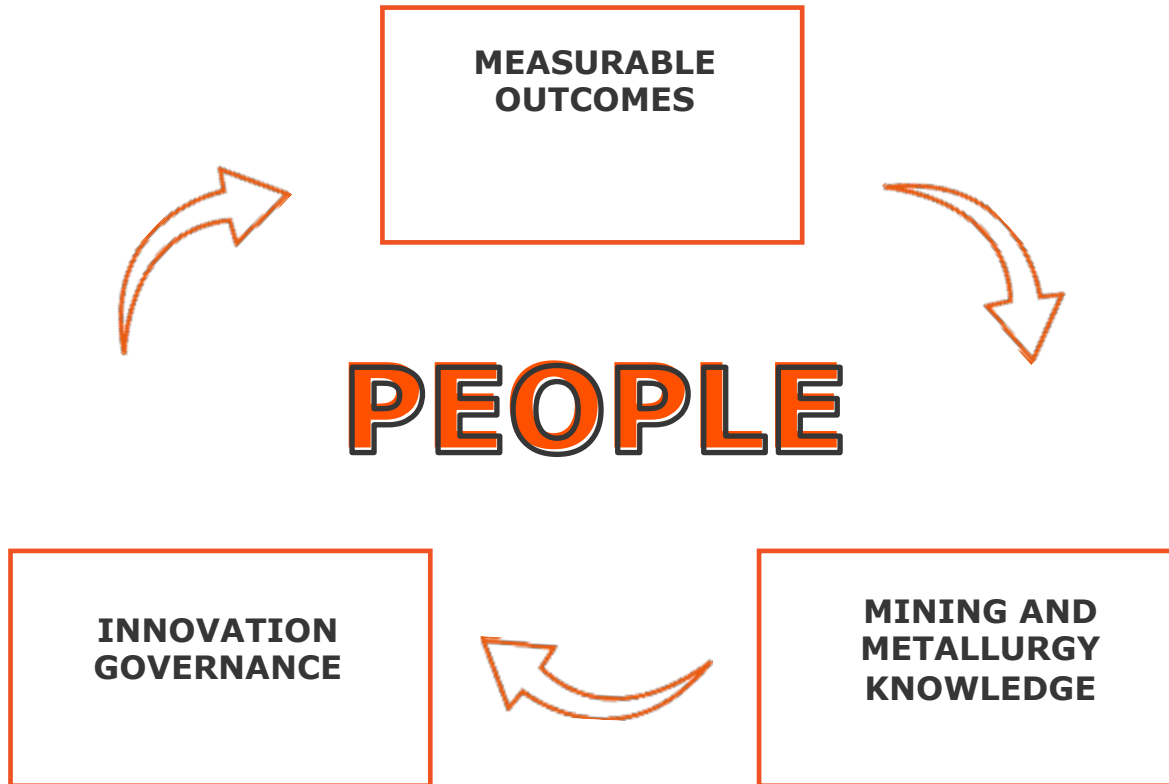 MEASURABLE
OUTCOMES
PEOPLE
INNOVATION
GOVERNANCE
MINING AND
METALLURGY
KNOWLEDGE